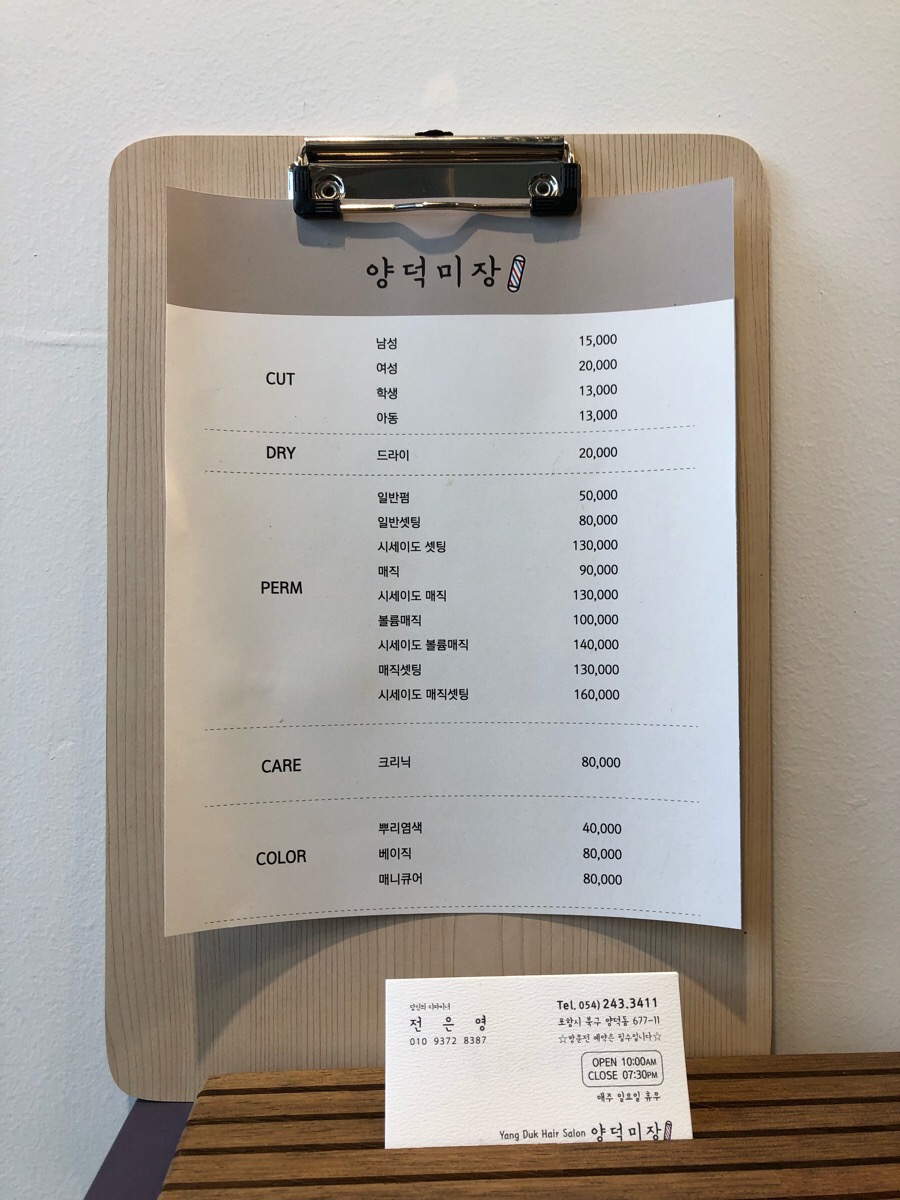 양덕미장
CUT
남성 15,000
여성 20,000
학생 13,000
아동 13,000
DRY
드라이 20,000
PERM
일반펌 50,000
일반셋팅 80,000
시세이도 셋팅 130,000
매직 90,000
시세이도 매직 130,000
볼륨매직 100,000
시세이도 볼륨매직 140,000
매직셋팅 130,000
시세이도 매직셋팅 160,000
CARE
크리닉 80,000
COLOR
뿌리염색 40,000
베이직 80,000
매니큐어 80,000
당신의 디자이너
전 은 영
010 9372 8387
Tel. 054) 243.3411
포항시 북구 양덕동 677-11
☆방문전 예약은 필수입니다☆
OPEN 10:00AM
CLOSE 07:30PM
매주 일요일 휴무
Yang Duk Hair Salon 양덕미장